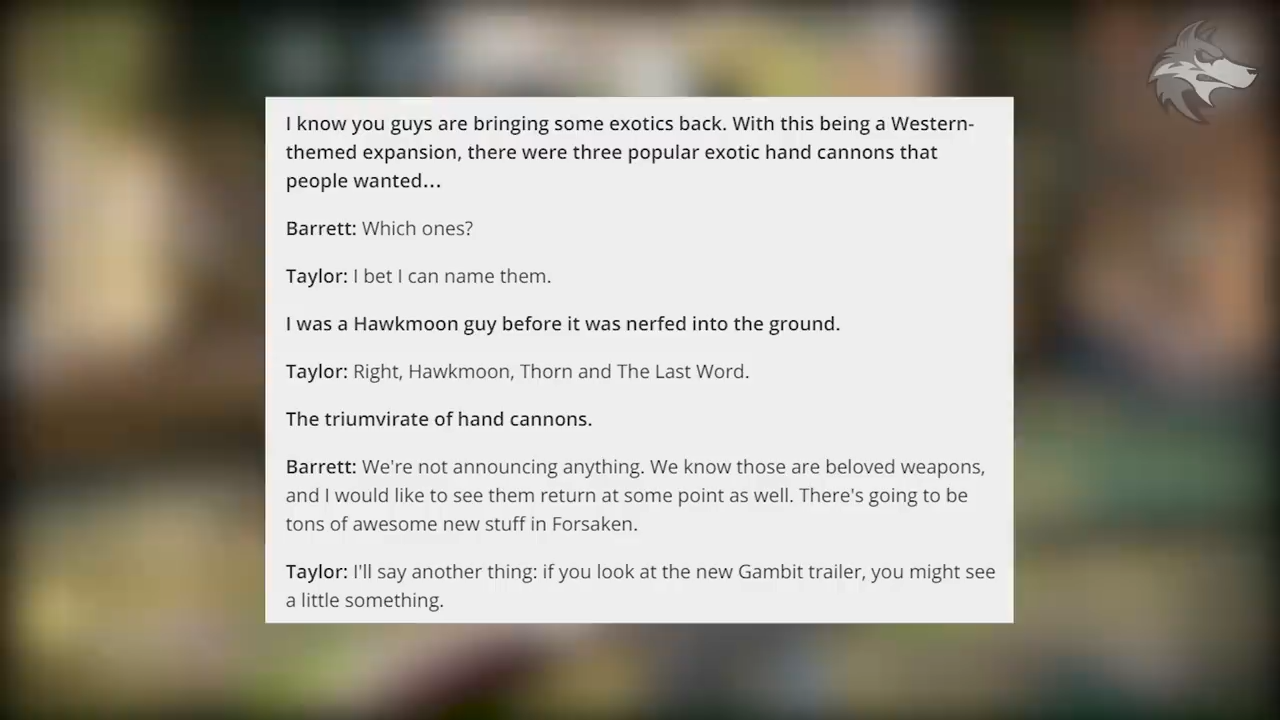 I know you guys are bringing some exotics back. With this being a Western-
themed expansion, there were three popular exotic hand cannons that
people wanted...
Barrett: Which ones?
Taylor: I bet I can name them.
I was a Hawkmoon guy before it was nerfed into the ground.
Taylor: Right, Hawkmoon, Thorn and The Last Word.
The triumvirate of hand cannons.
Barrett: We're not announcing anything. We know those are beloved weapons,
and I would like to see them return at some point as well. There's going to be
tons of awesome new stuff in Forsaken.
Taylor: I'll say another thing: if you look at the new Gambit trailer, you might see
a little something.